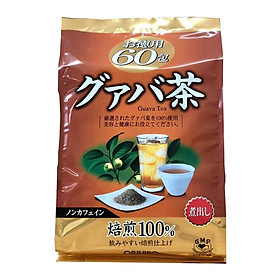 お徳用
60包
グァバ茶
Guava Tea
厳選されたグァバ葉を100%使用
美容と健康にお役立てください。
ノンカフェイン
煮出し
焙煎100%
飲みやすい焙煎仕上げ
GMP
ORIHIRO